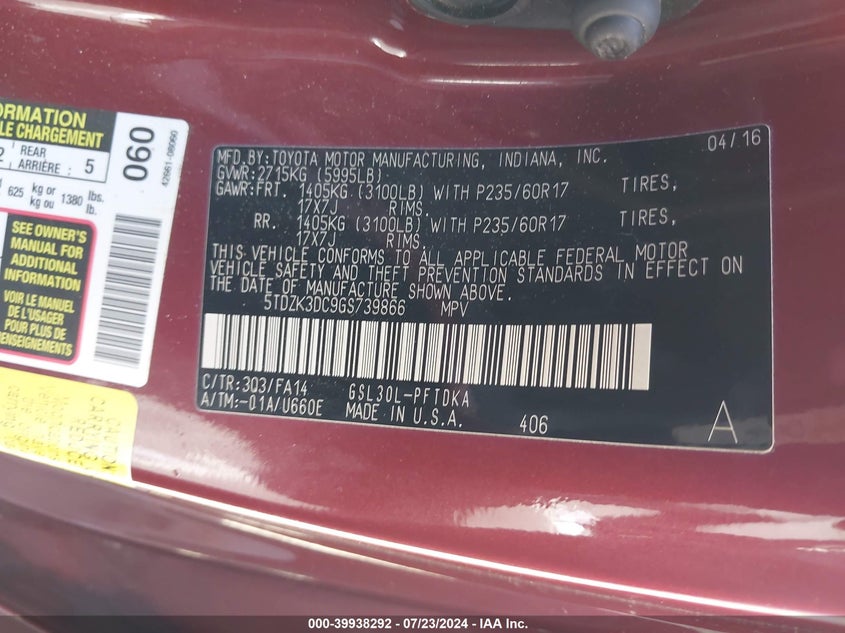 ORMATION
LE CHARGEMENT
REAR
ARRIÈRE : 5
625 kg or kg ou 1380 lbs. lb.
SEE OWNER'S
MANUAL FOR
ADDITIONAL
INFORMATION
VOIR LE MANUEL
DE L'USAGER
POUR PLUS DE
RENSEIGNEMENTS
060
42661-08060
04/16
MFD.BY:TOYOTA MOTOR MANUFACTURING, INDIANA, INC.
GVWR:2715KG (5995LB)
GAWR:FRT. 1405KG (3100LB) WITH P235/60R17 TIRES,
17X7J RIMS.
RR. 1405KG (3100LB) WITH P235/60R17 TIRES,
17X7J RIMS.
THIS VEHICLE CONFORMS TO ALL APPLICABLE FEDERAL MOTOR
VEHICLE SAFETY AND THEFT PREVENTION STANDARDS IN EFFECT ON
THE DATE OF MANUFACTURE SHOWN ABOVE.
5TDZK3DC9GS739866 MPV
C/TR:3Q3/FA14 GSL30L-PFTDKA
A/TM:-01A/U660E MADE IN U.S.A. 406 A
000-39938292 - 07/23/2024 - IAA Inc.